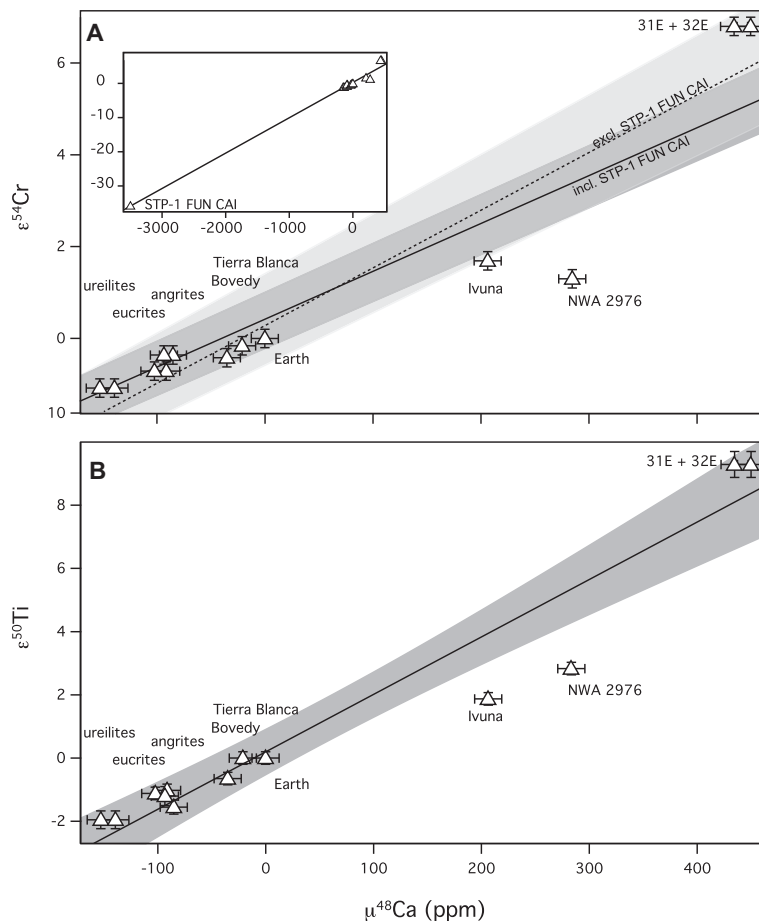 A
31E + 32E
6
4
2
0
10
ε⁵⁴Cr
0
-10
-20
-30
-3000 -2000 -1000 0
STP-1 FUN CAI
excl. STP-1 FUN CAI
incl. STP-1 FUN CAI
Tierra Blanca
Bovedy
ureilites
angrites
eucrites
Earth
Ivuna
NWA 2976
B
31E + 32E
8
6
4
2
0
-2
ε⁵⁰Ti
Tierra Blanca
Bovedy
ureilites
angrites
eucrites
Earth
Ivuna
NWA 2976
-100 0 100 200 300 400
μ⁴⁸Ca (ppm)